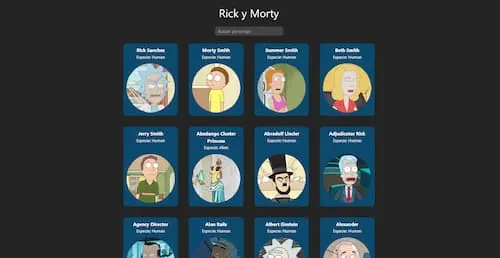 Rick y Morty
Buscar personaje
Rick Sanchez
Especie: Human
Morty Smith
Especie: Human
Summer Smith
Especie: Human
Beth Smith
Especie: Human
Jerry Smith
Especie: Human
Abadango Cluster
Princess
Especie: Alien
Abradolf Lincler
Especie: Human
Adjudicator Rick
Especie: Human
Agency Director
Especie: Human
Alan Rails
Especie: Human
Albert Einstein
Especie: Human
Alexander
Especie: Human